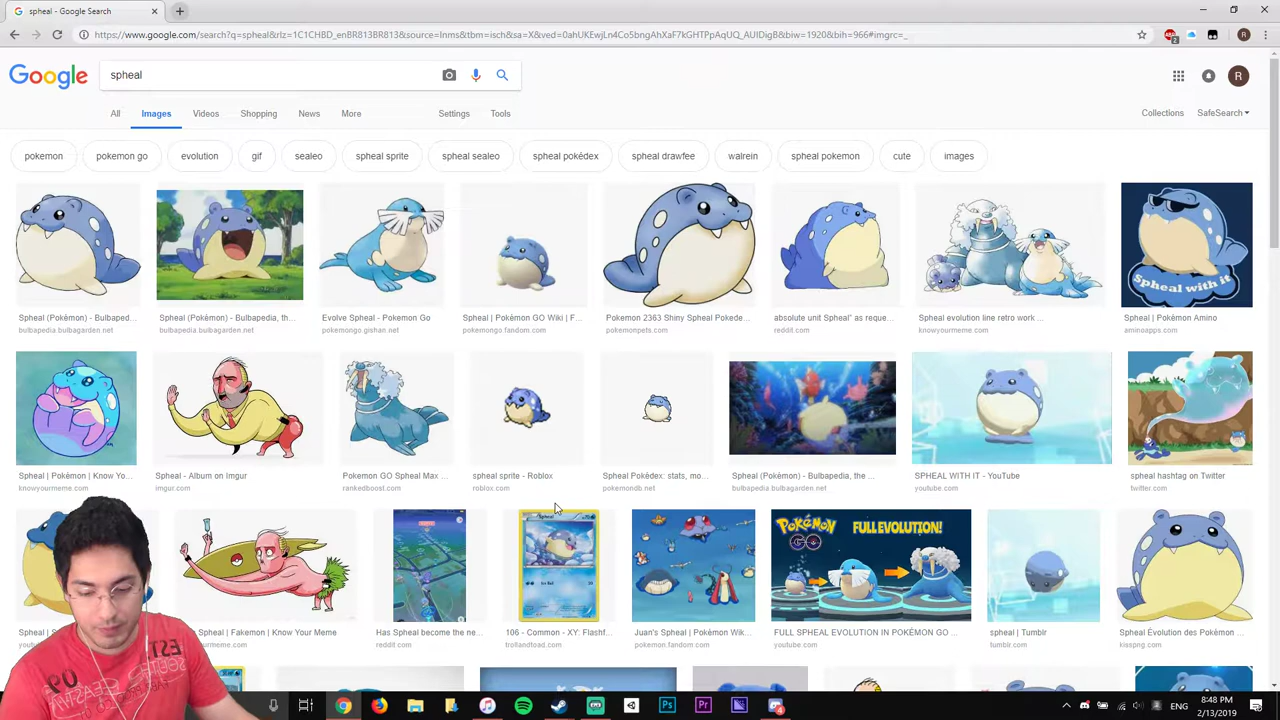 spheal - Google Search
https://www.google.com/search?q=spheal&rlz=1C1CHBD_enBR813BR813&source=lnms&tbm=isch&sa=X&ved=0ahUKEwjLn4Co5bngAhXaF7kGHTPpAqUQ_AUIDigB&biw=1920&bih=966#imgrc=_
Google
spheal
R
All Images Videos Shopping News More Settings Tools
Collections SafeSearch
pokemon pokemon go evolution gif sealeo spheal sprite spheal sealeo spheal pokédex spheal drawfee walrein spheal pokemon cute images
Spheal with it
Spheal (Pokémon) - Bulbaped... Spheal (Pokémon) - Bulbapedia, th... Evolve Spheal - Pokemon Go Spheal | Pokémon GO Wiki | F... Pokemon 2363 Shiny Spheal Pokede... absolute unit Spheal" as reque... Spheal evolution line retro work ... Spheal | Pokémon Amino
bulbapedia.bulbagarden.net bulbapedia.bulbagarden.net pokemongo.gishan.net pokemongo.fandom.com pokemonpets.com reddit.com knowyourmeme.com aminoapps.com
Spheal | Pokémon | Know Yo... Spheal - Album on Imgur Pokemon GO Spheal Max ... spheal sprite - Roblox Spheal Pokédex: stats, mo... Spheal (Pokémon) - Bulbapedia, the ... SPHEAL WITH IT - YouTube spheal hashtag on Twitter
knowyourmeme.com imgur.com rankedboost.com roblox.com pokemondb.net bulbapedia.bulbagarden.net youtube.com twitter.com
Spheal
Ice Ball 20
POKÉMON GO FULL EVOLUTION!
Spheal | Fakemon | Know Your Meme Has Spheal become the ne... 106 - Common - XY: Flashf... Juan's Spheal | Pokémon Wik... FULL SPHEAL EVOLUTION IN POKÉMON GO ... spheal | Tumblr Spheal Évolution des Pokémon ...
reddit.com trollandtoad.com pokemon.fandom.com youtube.com tumblr.com kisspng.com
09
EST
ENG
8:48 PM
2/13/2019